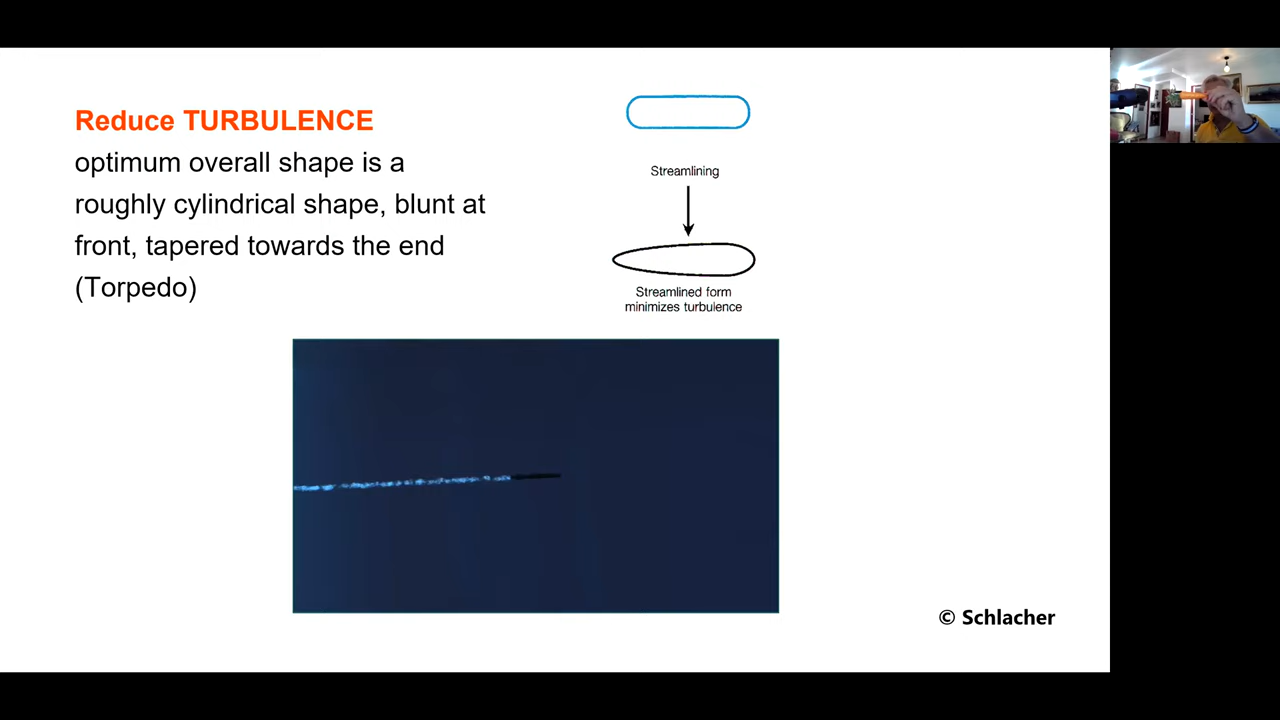 Reduce TURBULENCE
optimum overall shape is a
roughly cylindrical shape, blunt at
front, tapered towards the end
(Torpedo)
Streamlining
Streamlined form
minimizes turbulence
© Schlacher